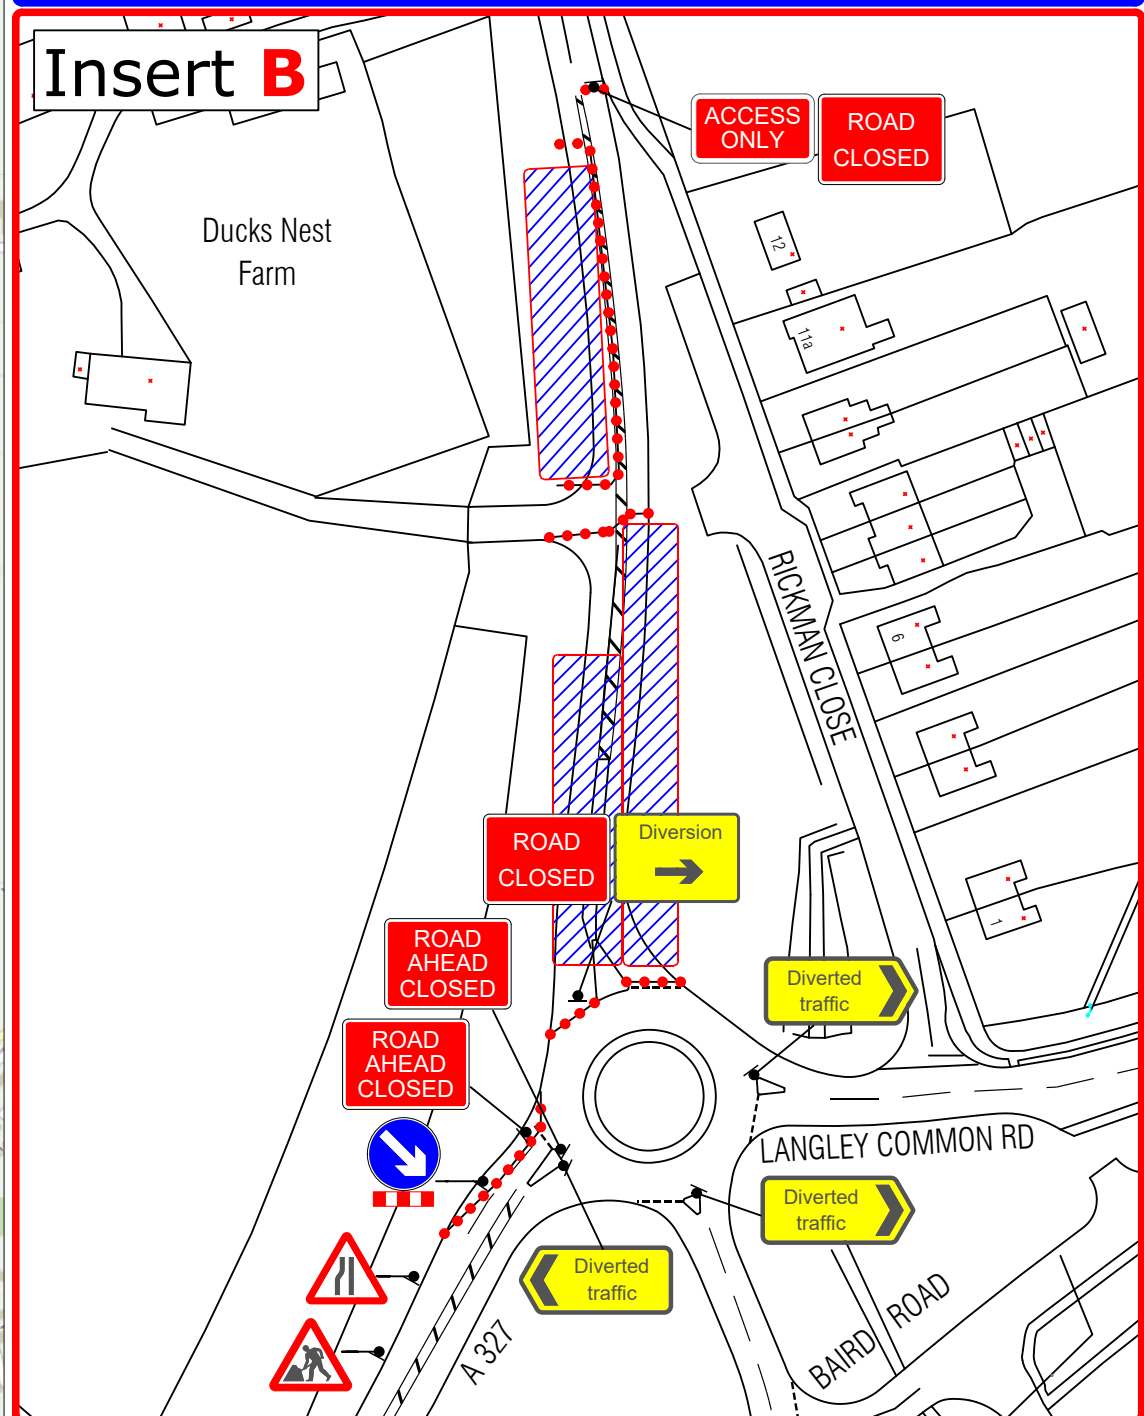 Insert B
ACCESS
ONLY
ROAD
CLOSED
Ducks Nest
Farm
12
11a
RICKMAN CLOSE
6
1
ROAD
CLOSED
Diversion
ROAD
AHEAD
CLOSED
Diverted
traffic
ROAD
AHEAD
CLOSED
LANGLEY COMMON RD
Diverted
traffic
Diverted
traffic
A 327
BAIRD ROAD